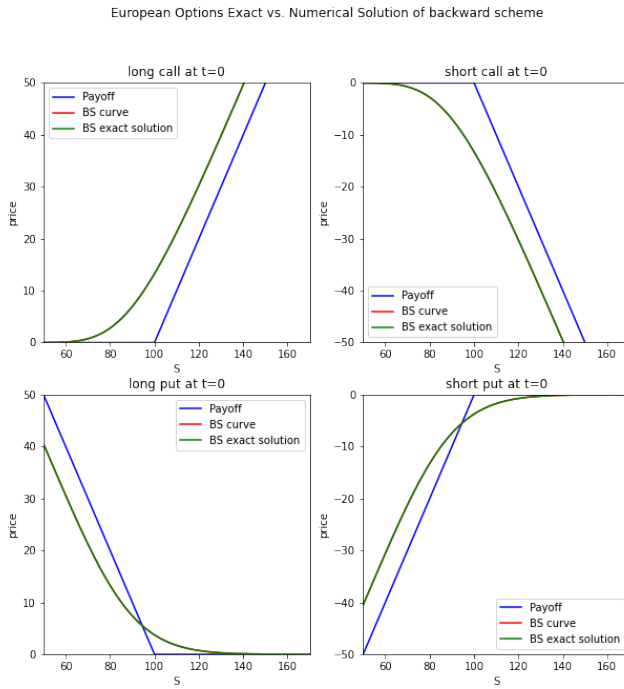 European Options Exact vs. Numerical Solution of backward scheme
long call at t=0
50
40
30
20
10
0
price
Payoff
BS curve
BS exact solution
60 80 100 120 140 160
S
short call at t=0
0
−10
−20
−30
−40
−50
price
Payoff
BS curve
BS exact solution
60 80 100 120 140 160
S
long put at t=0
50
40
30
20
10
0
price
Payoff
BS curve
BS exact solution
60 80 100 120 140 160
S
short put at t=0
0
−10
−20
−30
−40
−50
price
Payoff
BS curve
BS exact solution
60 80 100 120 140 160
S